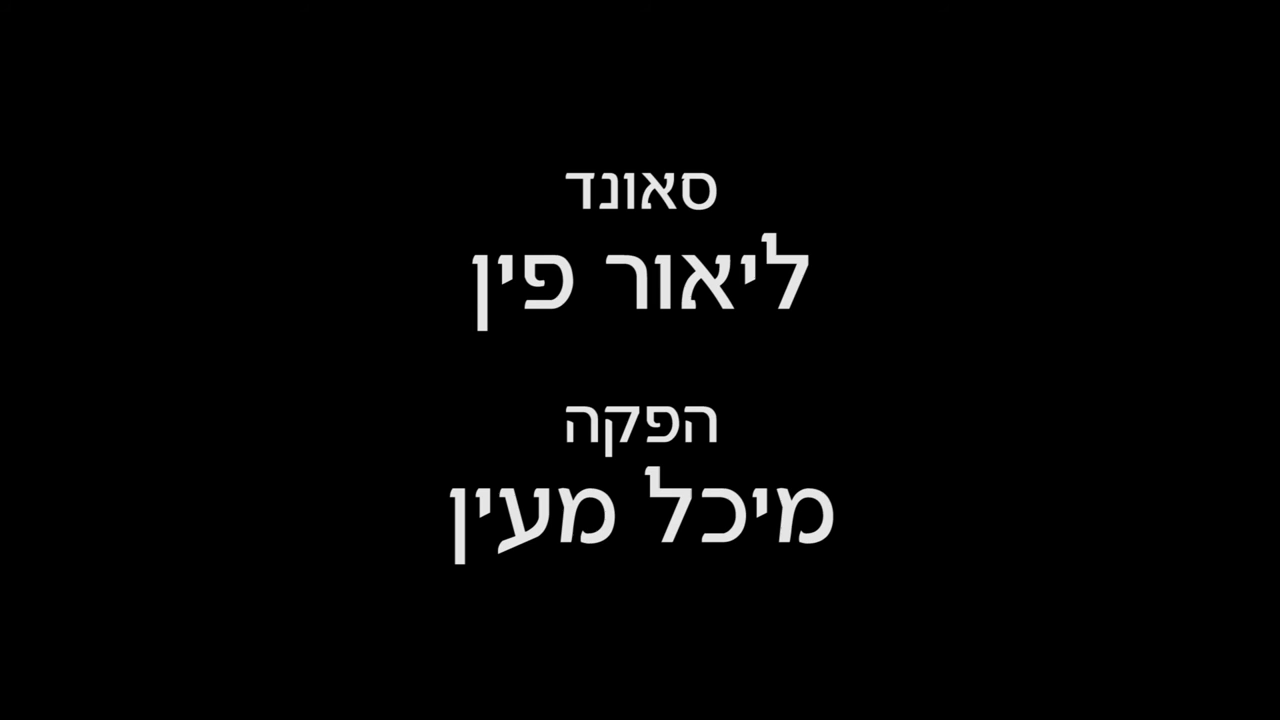 סאונד
ליאור פין
הפקה
מיכל מעין